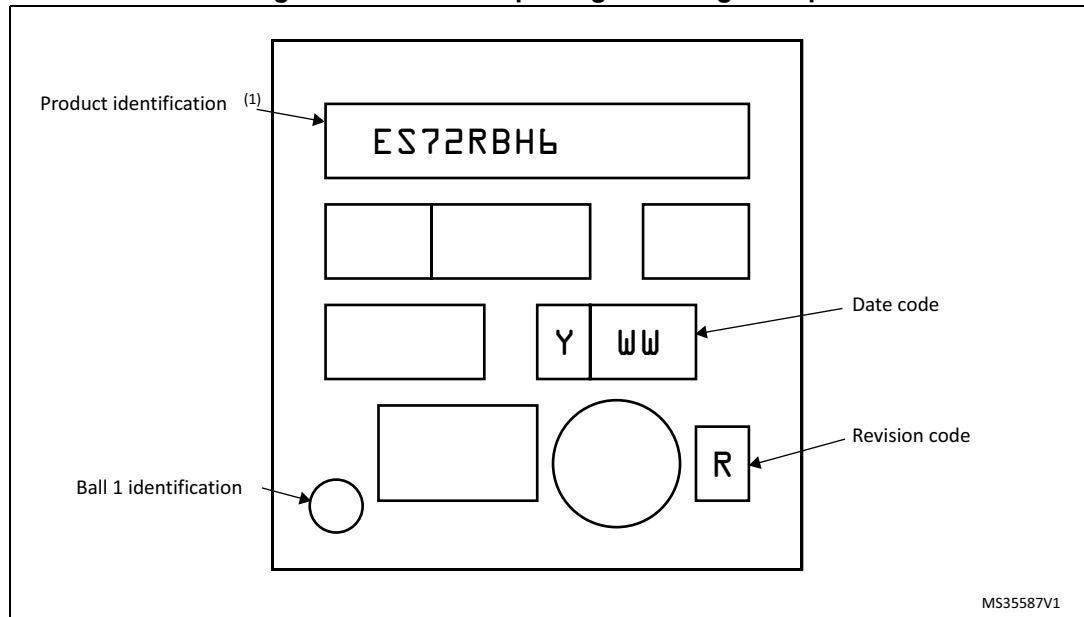 Product identification (1)
ES72RBH6
Y WW
Date code
R
Revision code
Ball 1 identification
MS35587V1